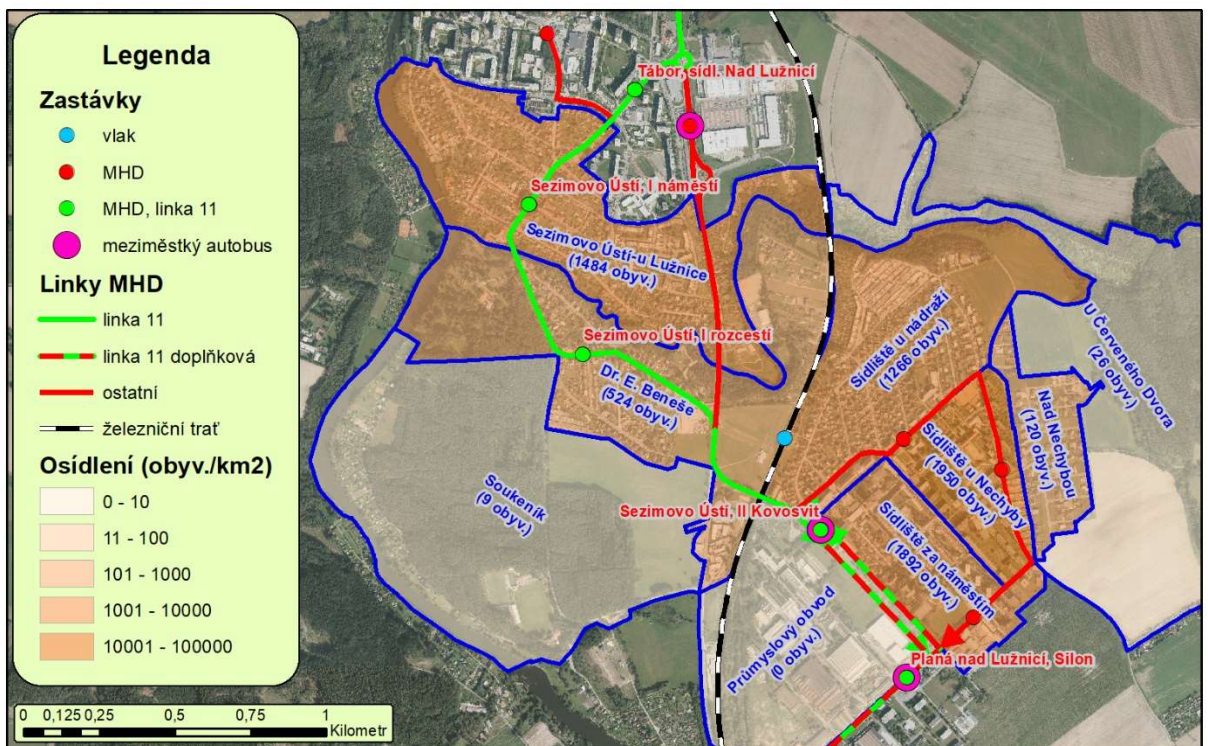 Legenda
Zastávky
vlak
MHD
MHD, linka 11
meziměstký autobus
Linky MHD
linka 11
linka 11 doplňková
ostatní
železniční trať
Osídlení (obyv./km2)
0 - 10
11 - 100
101 - 1000
1001 - 10000
10001 - 100000
0 0,125 0,25 0,5 0,75 1
Kilometr
Tábor, sídl. Nad Lužnicí
Sezimovo Ústí, I náměstí
Sezimovo Ústí-u Lužnice
(1484 obyv.)
Sezimovo Ústí, I rozcestí
Dr. E. Beneše
(524 obyv.)
Sídliště u nádraží
(1266 obyv.)
U Červeného Dvora
(26 obyv.)
Nad Nechybou
(120 obyv.)
Sídliště u Nechyby
(1950 obyv.)
Soukeník
(9 obyv.)
Sezimovo Ústí, II Kovosvit
Sídliště za náměstím
(1892 obyv.)
Průmyslový obvod
(0 obyv.)
Planá nad Lužnicí, Silon